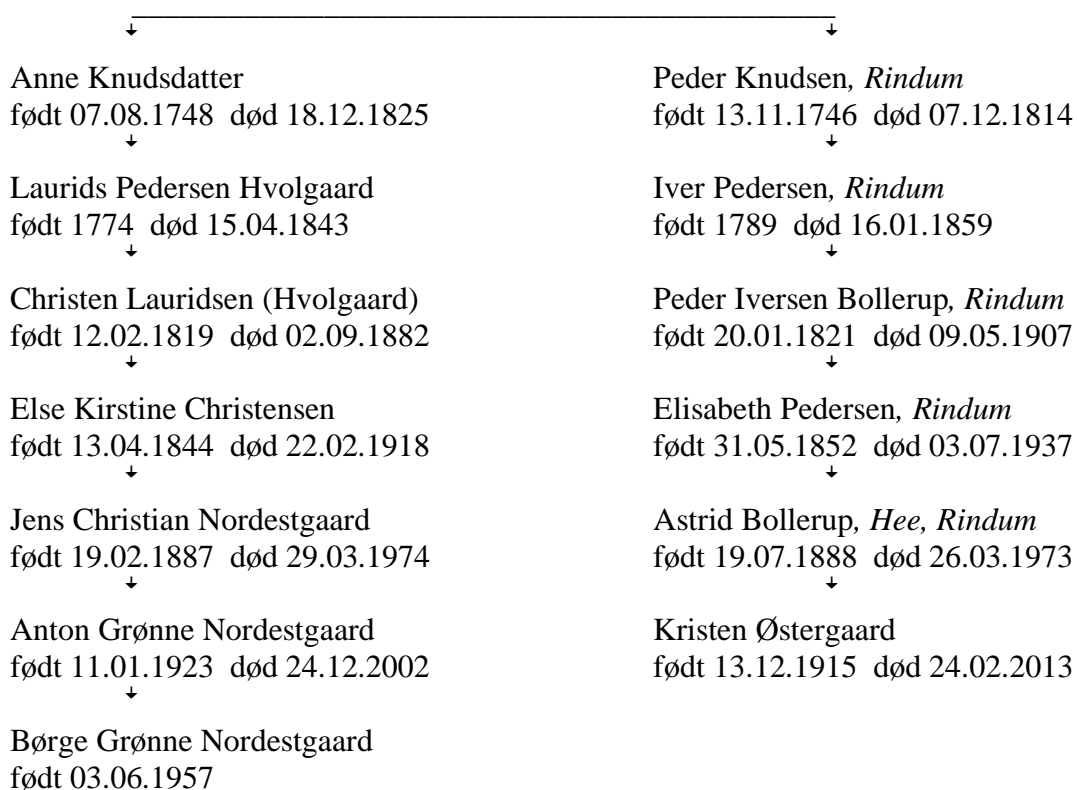 Anne Knudsdatter
født 07.08.1748 død 18.12.1825
Laurids Pedersen Hvolgaard
født 1774 død 15.04.1843
Christen Lauridsen (Hvolgaard)
født 12.02.1819 død 02.09.1882
Else Kirstine Christensen
født 13.04.1844 død 22.02.1918
Jens Christian Nordestgaard
født 19.02.1887 død 29.03.1974
Anton Grønne Nordestgaard
født 11.01.1923 død 24.12.2002
Børge Grønne Nordestgaard
født 03.06.1957
Peder Knudsen, Rindum
født 13.11.1746 død 07.12.1814
Iver Pedersen, Rindum
født 1789 død 16.01.1859
Peder Iversen Bollerup, Rindum
født 20.01.1821 død 09.05.1907
Elisabeth Pedersen, Rindum
født 31.05.1852 død 03.07.1937
Astrid Bollerup, Hee, Rindum
født 19.07.1888 død 26.03.1973
Kristen Østergaard
født 13.12.1915 død 24.02.2013